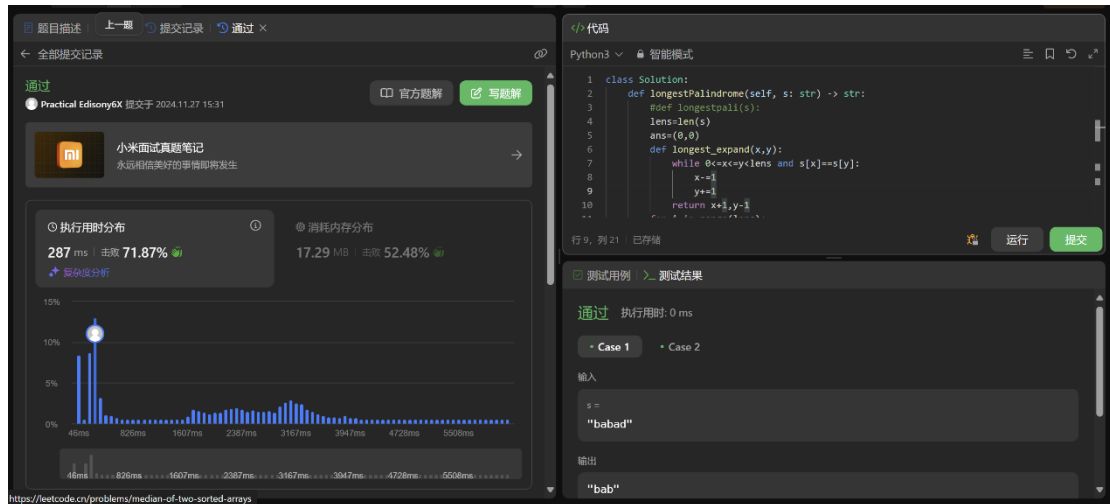 题目描述
上一题
提交记录
通过
全部提交记录
通过
Practical Edisony6X 提交于 2024.11.27 15:31
官方题解
写题解
小米面试真题笔记
永远相信美好的事情即将发生
执行用时分布
287 ms 击败 71.87%
复杂度分析
消耗内存分布
17.29 MB 击败 52.48%
15%
10%
5%
0%
46ms 826ms 1607ms 2387ms 3167ms 3947ms 4728ms 5508ms
46ms 826ms 1607ms 2387ms 3167ms 3947ms 4728ms 5508ms
https://leetcode.cn/problems/median-of-two-sorted-arrays
</>代码
Python3 智能模式
1 class Solution:
2 def longestPalindrome(self, s: str) -> str:
3 #def longestpali(s):
4 lens=len(s)
5 ans=(0,0)
6 def longest_expand(x,y):
7 while 0<=x<=y<lens and s[x]==s[y]:
8 x-=1
9 y+=1
10 return x+1,y-1
行 9, 列 21 已存储
运行
提交
测试用例
>_ 测试结果
通过 执行用时: 0 ms
• Case 1 • Case 2
输入
s =
"babad"
输出
"bab"